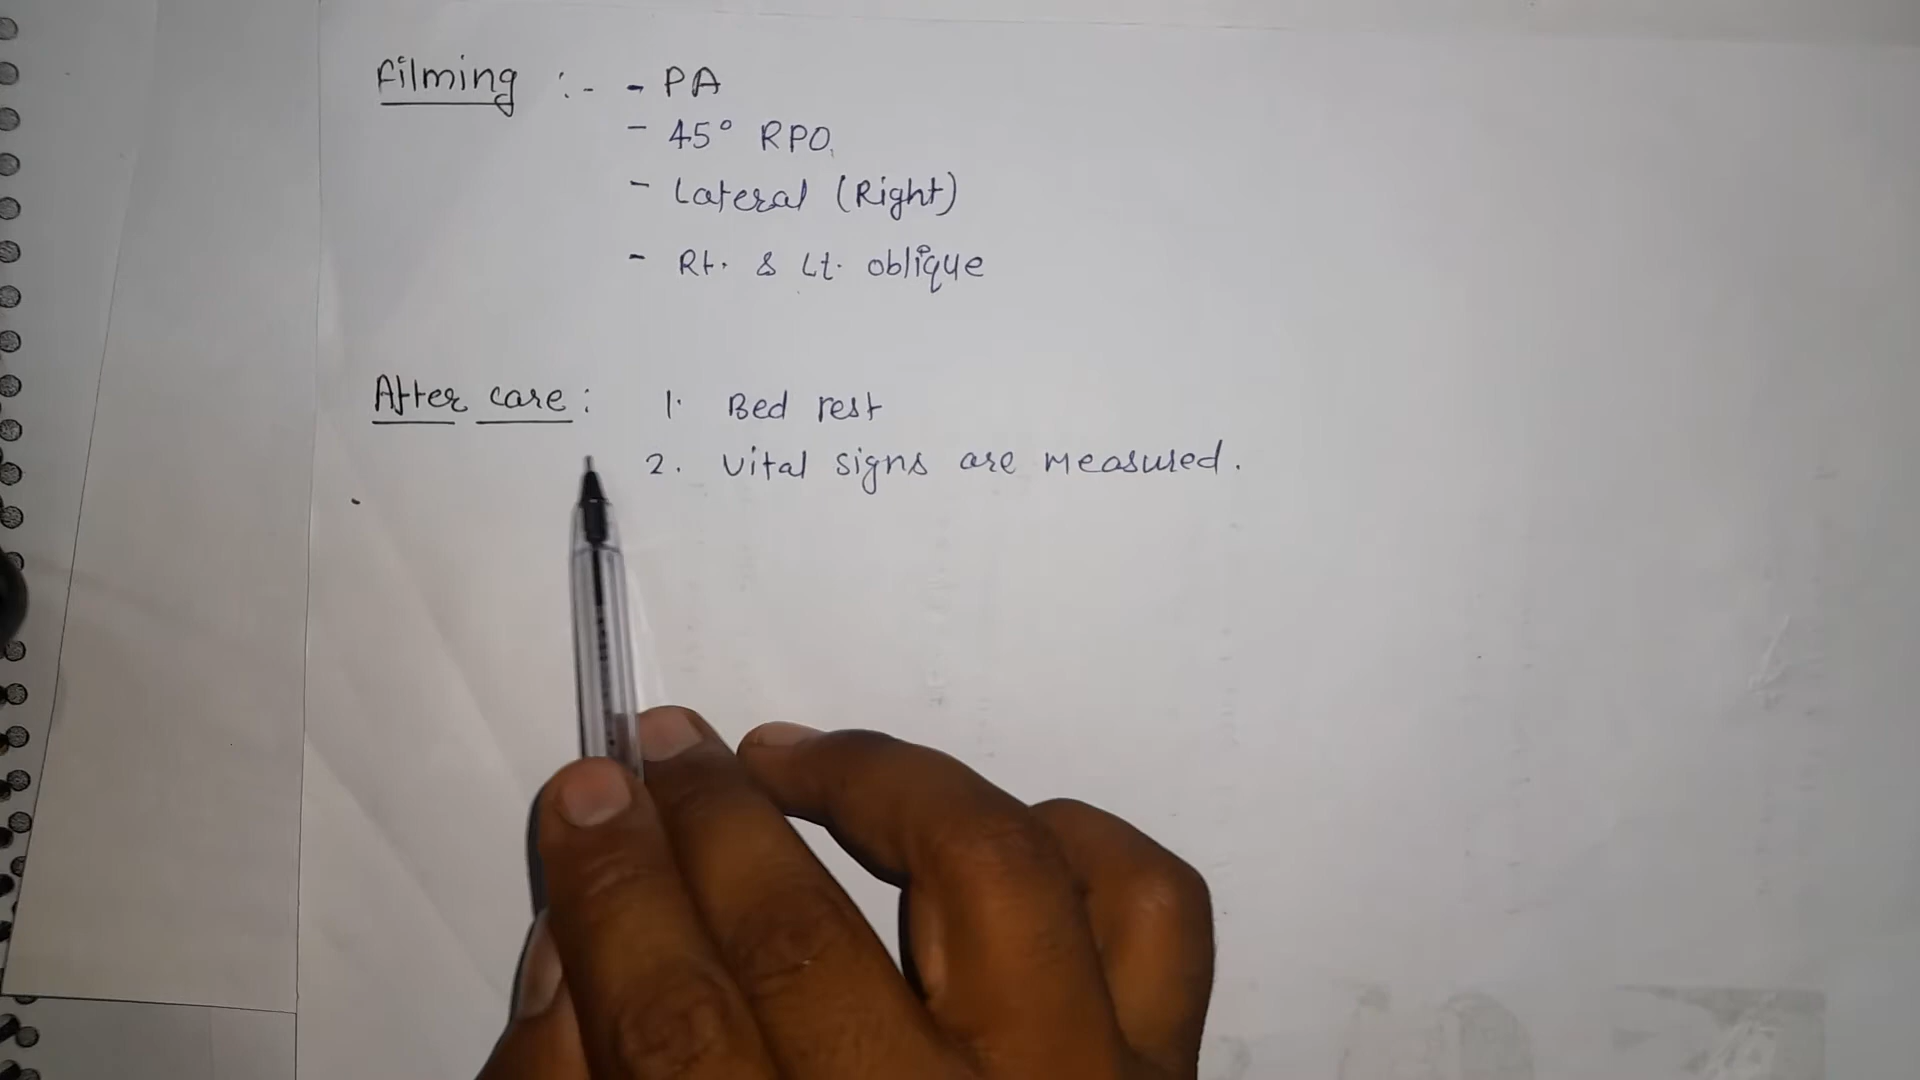 Filming :- - PA
- 45° RPO,
- Lateral (Right)
- Rt. & Lt. oblique
After care : 1. Bed rest
2. Vital signs are measured.